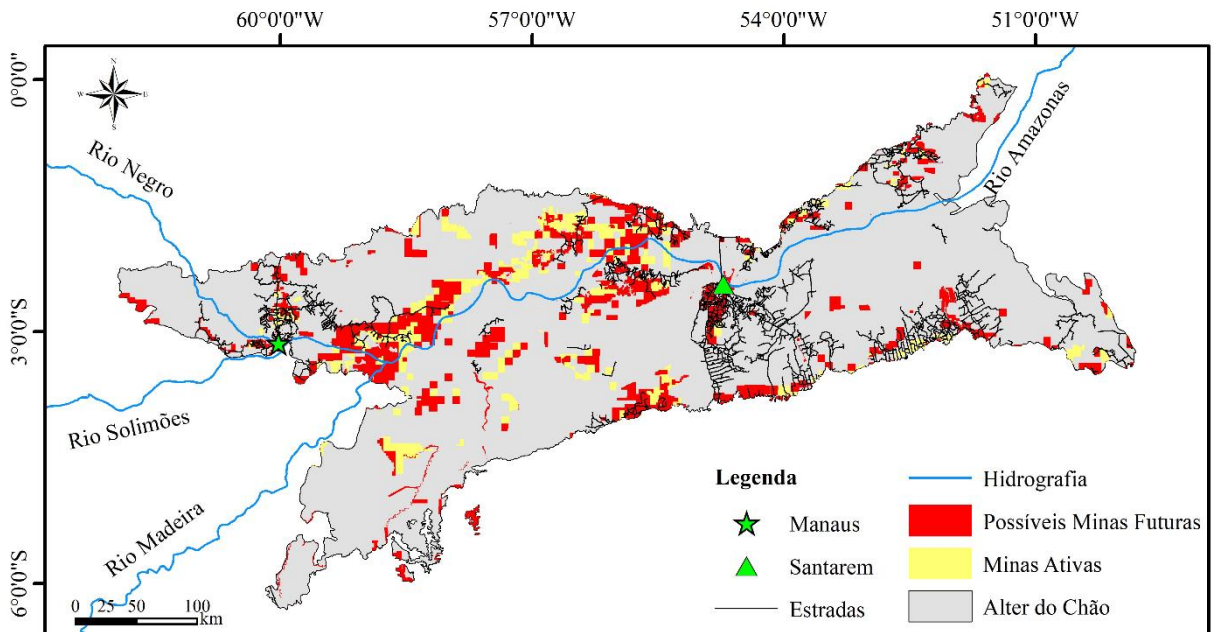 60°0'0"W 57°0'0"W 54°0'0"W 51°0'0"W
0°0'0"S
3°0'0"S
6°0'0"S
N
W E
S
Rio Negro
Rio Amazonas
Rio Solimões
Rio Madeira
Legenda
Manaus
Santarem
Estradas
Hidrografia
Possíveis Minas Futuras
Minas Ativas
Alter do Chão
0 25 50 100
km